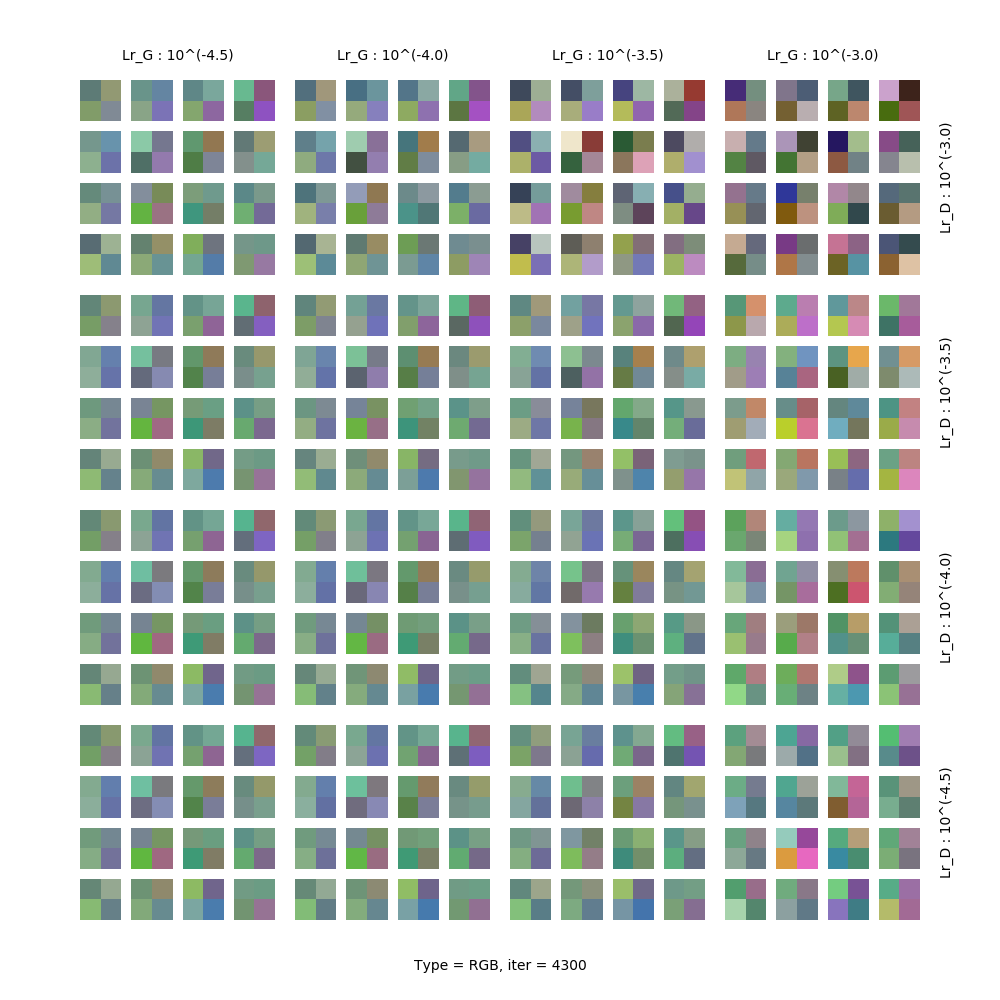 Lr_G : 10^(-4.5)
Lr_G : 10^(-4.0)
Lr_G : 10^(-3.5)
Lr_G : 10^(-3.0)
Lr_D : 10^(-3.0)
Lr_D : 10^(-3.5)
Lr_D : 10^(-4.0)
Lr_D : 10^(-4.5)
Type = RGB, iter = 4300